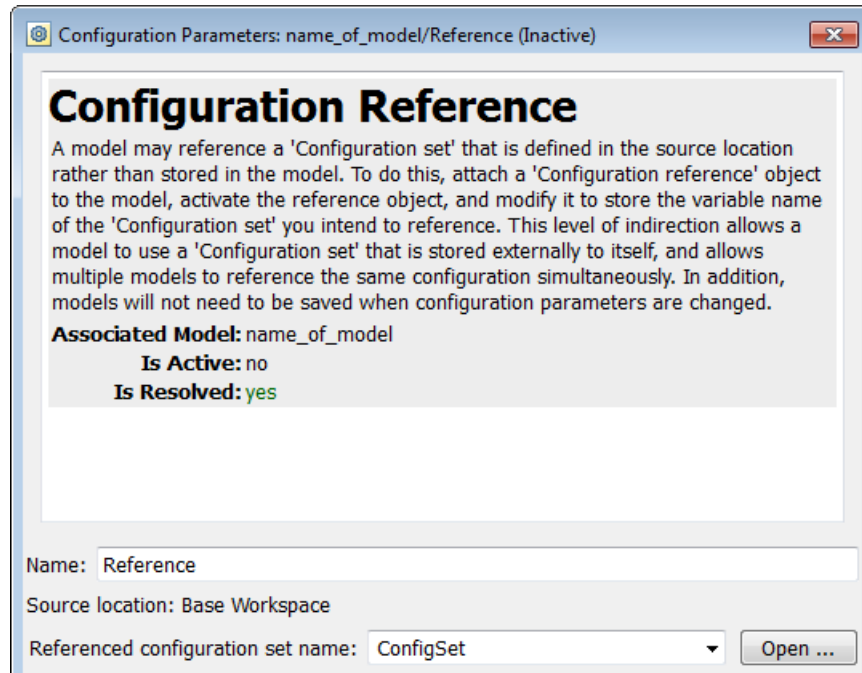 Configuration Parameters: name_of_model/Reference (Inactive)
Configuration Reference
A model may reference a 'Configuration set' that is defined in the source location
rather than stored in the model. To do this, attach a 'Configuration reference' object
to the model, activate the reference object, and modify it to store the variable name
of the 'Configuration set' you intend to reference. This level of indirection allows a
model to use a 'Configuration set' that is stored externally to itself, and allows
multiple models to reference the same configuration simultaneously. In addition,
models will not need to be saved when configuration parameters are changed.
Associated Model: name_of_model
Is Active: no
Is Resolved: yes
Name: Reference
Source location: Base Workspace
Referenced configuration set name: ConfigSet Open ...